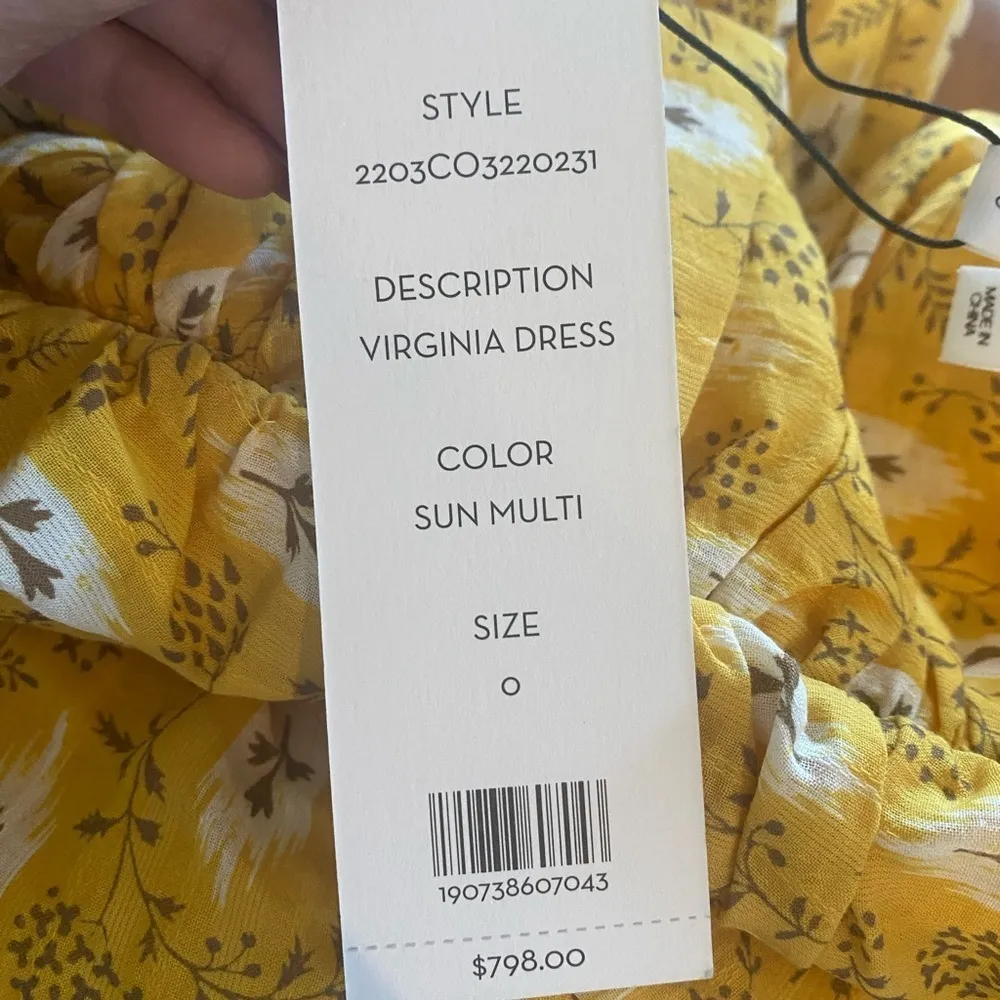 STYLE
2203CO3220231
DESCRIPTION
VIRGINIA DRESS
COLOR
SUN MULTI
SIZE
0
190738607043
$798.00
MADE IN
CHINA